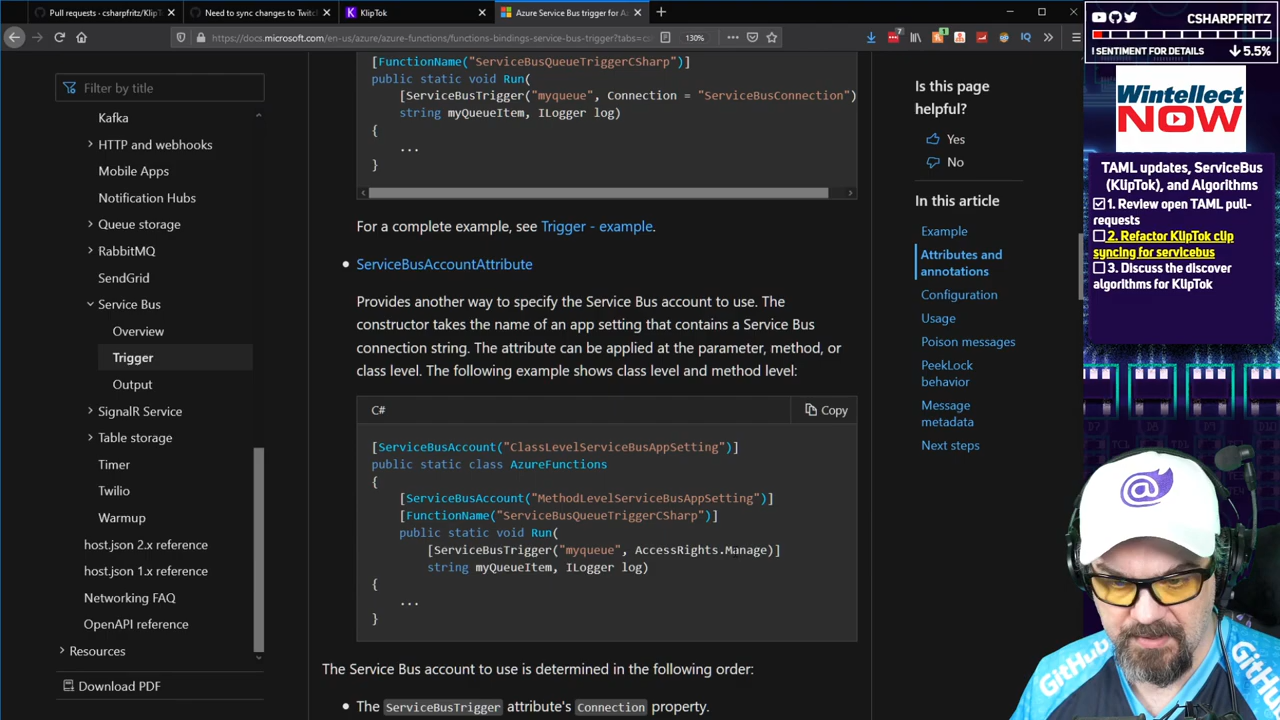 Pull requests · csharpfritz/Klip
Need to sync changes to Twitch
KlipTok
Azure Service Bus trigger for Az
https://docs.microsoft.com/en-us/azure/azure-functions/functions-bindings-service-bus-trigger?tabs=c
130%
CSHARPFRITZ
! SENTIMENT FOR DETAILS
5.5%
Wintellect
NOW
TAML updates, ServiceBus
(KlipTok), and Algorithms
1. Review open TAML pull-
requests
2. Refactor KlipTok clip
syncing for servicebus
3. Discuss the discover
algorithms for KlipTok
Filter by title
Kafka
HTTP and webhooks
Mobile Apps
Notification Hubs
Queue storage
RabbitMQ
SendGrid
Service Bus
Overview
Trigger
Output
SignalR Service
Table storage
Timer
Twilio
Warmup
host.json 2.x reference
host.json 1.x reference
Networking FAQ
OpenAPI reference
Resources
Download PDF
[FunctionName("ServiceBusQueueTriggerCSharp")]
public static void Run(
[ServiceBusTrigger("myqueue", Connection = "ServiceBusConnection")
string myQueueItem, ILogger log)
{
...
}
For a complete example, see Trigger - example.
ServiceBusAccountAttribute
Provides another way to specify the Service Bus account to use. The
constructor takes the name of an app setting that contains a Service Bus
connection string. The attribute can be applied at the parameter, method, or
class level. The following example shows class level and method level:
C#
Copy
[ServiceBusAccount("ClassLevelServiceBusAppSetting")]
public static class AzureFunctions
{
[ServiceBusAccount("MethodLevelServiceBusAppSetting")]
[FunctionName("ServiceBusQueueTriggerCSharp")]
public static void Run(
[ServiceBusTrigger("myqueue", AccessRights.Manage)]
string myQueueItem, ILogger log)
{
...
}
The Service Bus account to use is determined in the following order:
The ServiceBusTrigger attribute's Connection property.
Is this page
helpful?
Yes
No
In this article
Example
Attributes and
annotations
Configuration
Usage
Poison messages
PeekLock
behavior
Message
metadata
Next steps
@
GitHub
GitHub